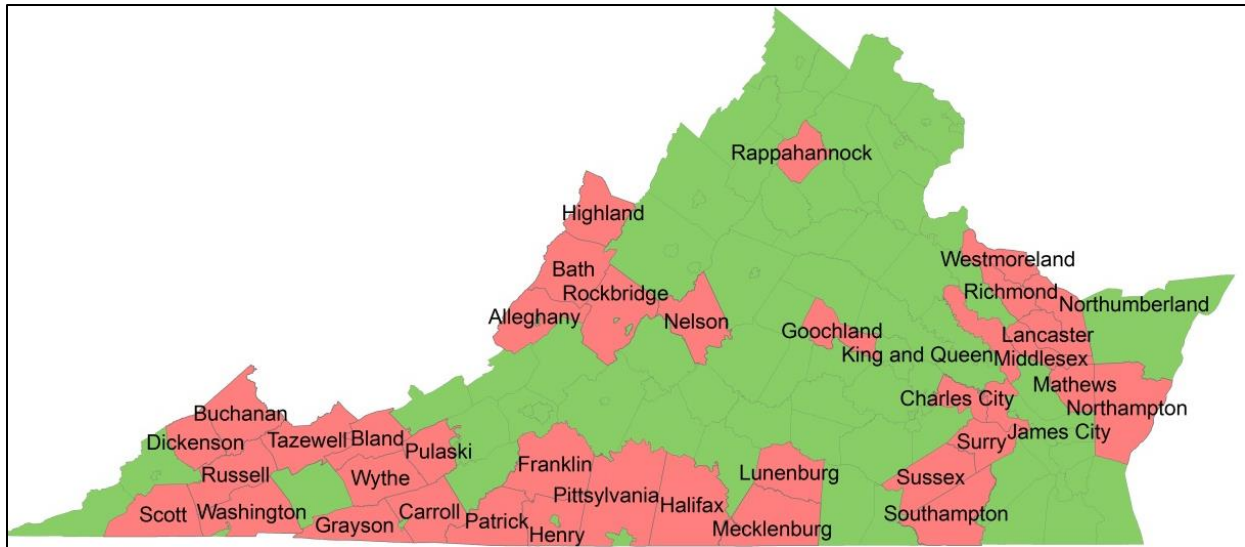 Rappahannock
Highland
Westmoreland
Bath
Rockbridge
Richmond
Northumberland
Alleghany
Nelson
Goochland
Lancaster
King and Queen
Middlesex
Mathews
Charles City
Northampton
Buchanan
James City
Dickenson
Tazewell
Bland
Surry
Pulaski
Franklin
Lunenburg
Russell
Wythe
Sussex
Pittsylvania
Halifax
Scott
Washington
Carroll
Patrick
Southampton
Grayson
Henry
Mecklenburg